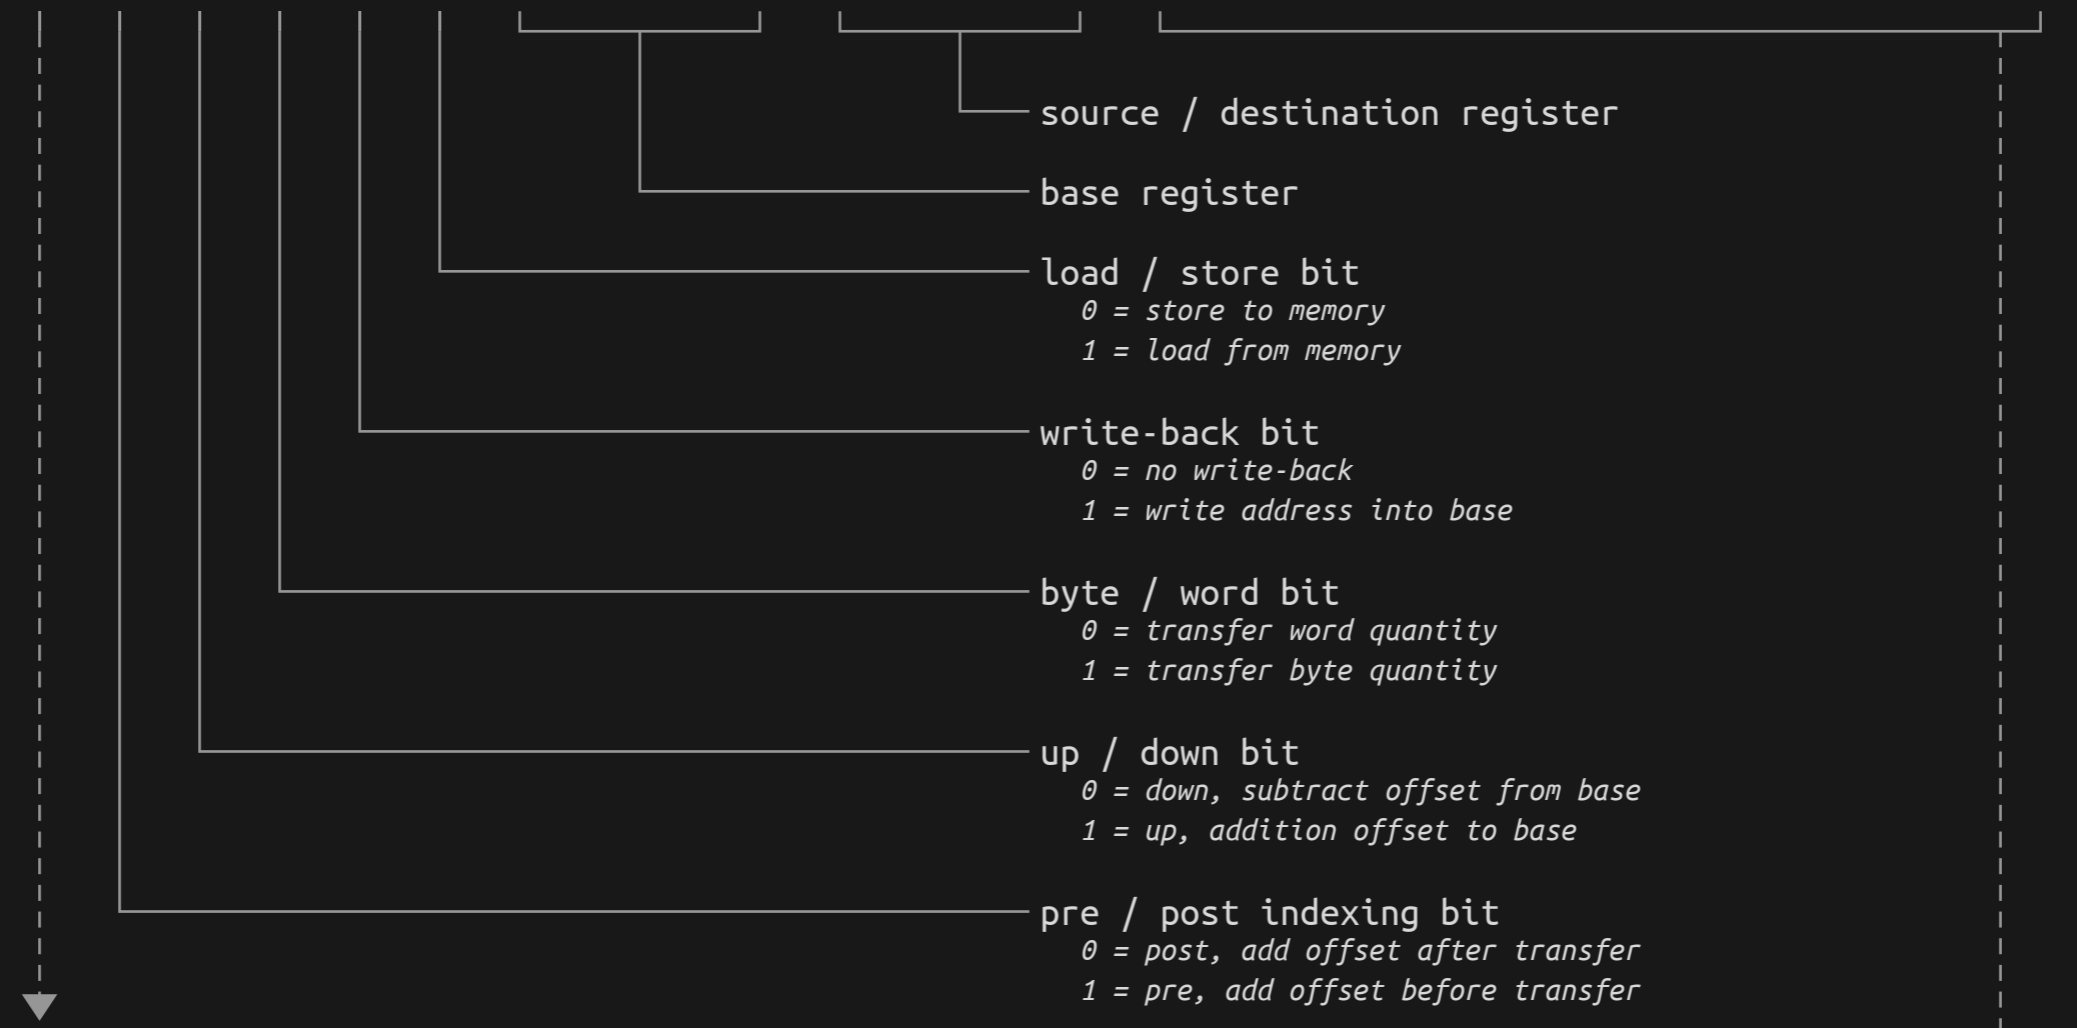 source / destination register
base register
load / store bit
0 = store to memory
1 = load from memory
write-back bit
0 = no write-back
1 = write address into base
byte / word bit
0 = transfer word quantity
1 = transfer byte quantity
up / down bit
0 = down, subtract offset from base
1 = up, addition offset to base
pre / post indexing bit
0 = post, add offset after transfer
1 = pre, add offset before transfer